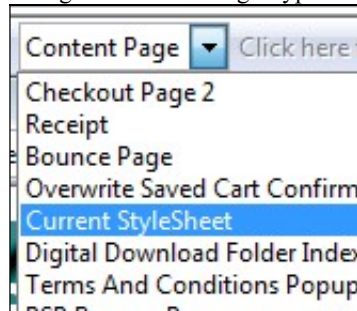 Content Page Click here
Checkout Page 2
Receipt
Bounce Page
Overwrite Saved Cart Confirm
Current StyleSheet
Digital Download Folder Index
Terms And Conditions Popup